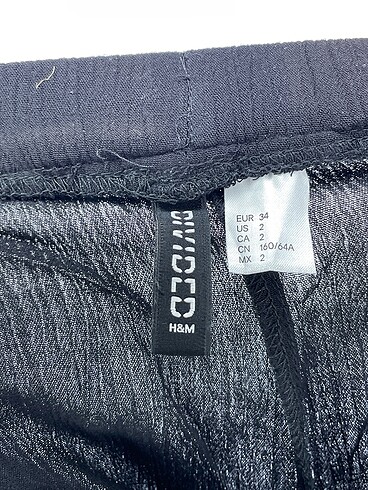 DIVIDED
H&M
EUR 34
US 2
CA 2
CN 160/64A
MX 2